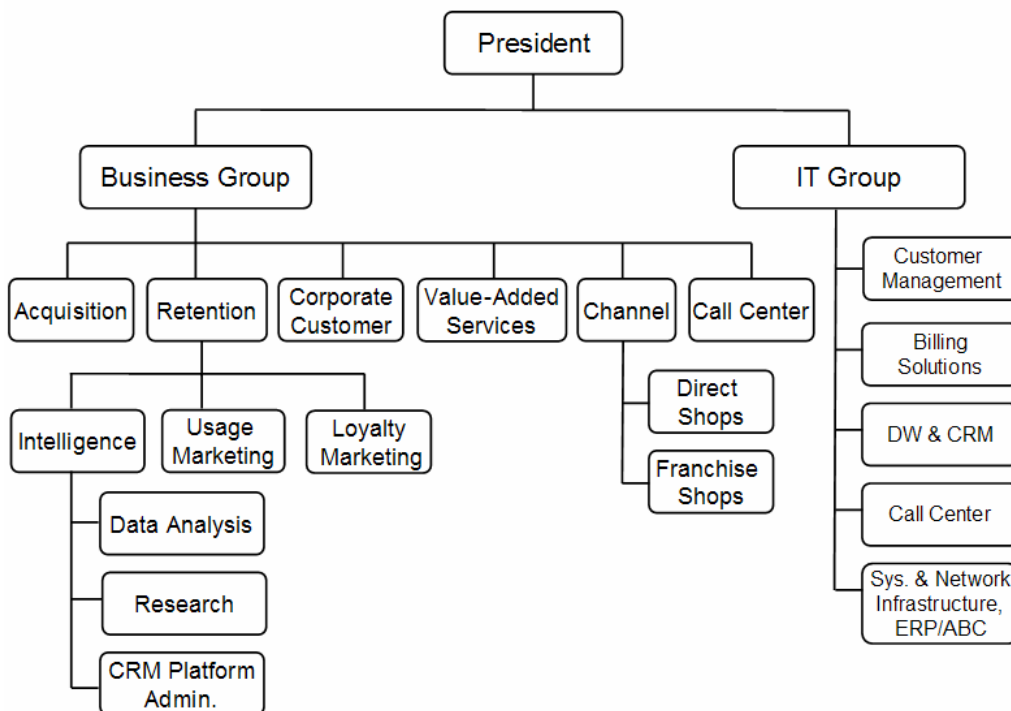 President
Business Group
IT Group
Acquisition
Retention
Corporate
Customer
Value-Added
Services
Channel
Call Center
Customer
Management
Billing
Solutions
DW & CRM
Call Center
Sys. & Network
Infrastructure,
ERP/ABC
Direct
Shops
Franchise
Shops
Intelligence
Usage
Marketing
Loyalty
Marketing
Data Analysis
Research
CRM Platform
Admin.